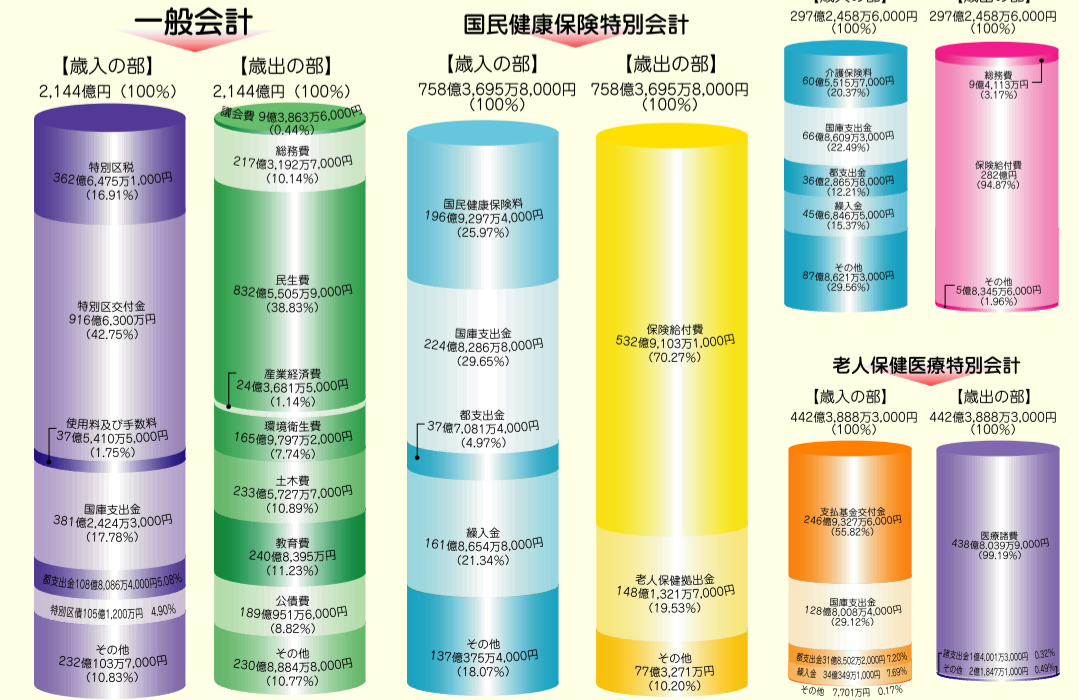 一般会計
【歳入の部】
2,144億円（100%）
特別区税
362億6,475万1,000円
（16.91%）
特別区交付金
916億6,300万円
（42.75%）
使用料及び手数料
37億5,410万5,000円
（1.75%）
国庫支出金
381億2,424万3,000円
（17.78%）
都支出金108億8,086万4,000円5.08%
特別区債105億1,200万円 4.90%
その他
232億103万7,000円
（10.83%）
【歳出の部】
2,144億円（100%）
議会費 9億3,863万6,000円
（0.44%）
総務費
217億3,192万7,000円
（10.14%）
民生費
832億5,505万9,000円
（38.83%）
産業経済費
24億3,681万5,000円
（1.14%）
環境衛生費
165億9,797万2,000円
（7.74%）
土木費
233億5,727万7,000円
（10.89%）
教育費
240億8,395万円
（11.23%）
公債費
189億951万6,000円
（8.82%）
その他
230億8,884万8,000円
（10.77%）
国民健康保険特別会計
【歳入の部】
758億3,695万8,000円
（100%）
国民健康保険料
196億9,297万4,000円
（25.97%）
国庫支出金
224億8,286万8,000円
（29.65%）
都支出金
37億7,081万4,000円
（4.97%）
繰入金
161億8,654万8,000円
（21.34%）
その他
137億375万4,000円
（18.07%）
【歳出の部】
758億3,695万8,000円
（100%）
保険給付費
532億9,103万1,000円
（70.27%）
老人保健拠出金
148億1,321万7,000円
（19.53%）
その他
77億3,271万円
（10.20%）
297億2,458万6,000円
（100%）
介護保険料
60億5,515万7,000円
（20.37%）
国庫支出金
66億8,609万3,000円
（22.49%）
都支出金
36億2,865万8,000円
（12.21%）
繰入金
45億6,846万5,000円
（15.37%）
その他
87億8,621万3,000円
（29.56%）
297億2,458万6,000円
（100%）
総務費
9億4,113万円
（3.17%）
保険給付費
282億円
（94.87%）
その他
5億8,345万6,000円
（1.96%）
老人保健医療特別会計
【歳入の部】
442億3,888万3,000円
（100%）
支払基金交付金
246億9,327万6,000円
（55.82%）
国庫支出金
128億8,008万4,000円
（29.12%）
都支出金31億8,502万2,000円 7.20%
繰入金 34億349万1,000円 7.69%
その他 7,701万円 0.17%
【歳出の部】
442億3,888万3,000円
（100%）
医療諸費
438億8,039万9,000円
（99.19%）
諸支出金1億4,001万3,000円 0.32%
その他 2億1,847万1,000円 0.49%